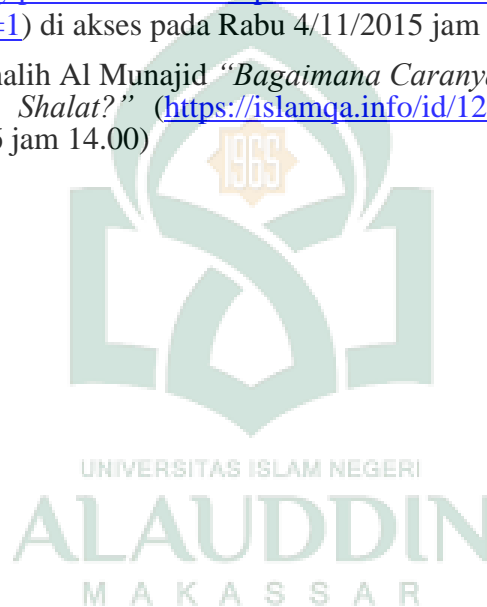 =1) di akses pada Rabu 4/11/2015 jam
halih Al Munajid “Bagaimana Caranya
Shalat?” (https://islamqa.info/id/12
jam 14.00)
1965
UNIVERSITAS ISLAM NEGERI
ALAUDDIN
MAKASSAR